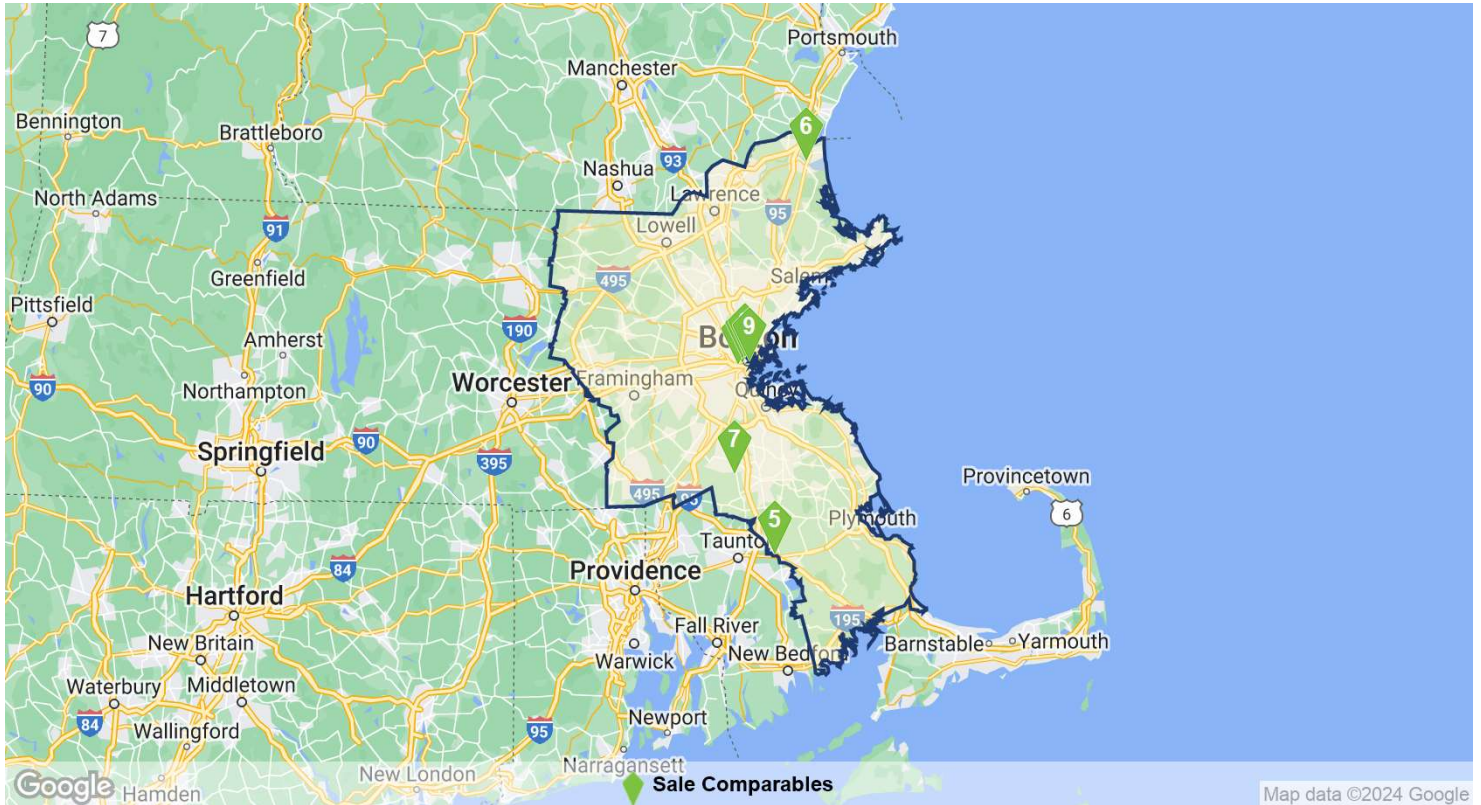 7
Portsmouth
Manchester
Bennington
Brattleboro
6
93
Nashua
North Adams
Lawrence
91
95
Lowell
Greenfield
495
Salem
Pittsfield
190
9
Amherst
Boston
90
Worcester
Framingham
Northampton
Quincy
7
90
Springfield
395
Provincetown
495
95
6
5
Plymouth
Taunton
84
Providence
Hartford
195
New Britain
Fall River
Barnstable
Yarmouth
Warwick
New Bedford
Waterbury
Middletown
84
Newport
95
Wallingford
Narragansett
New London
Sale Comparables
Google
Hamden
Map data ©2024 Google